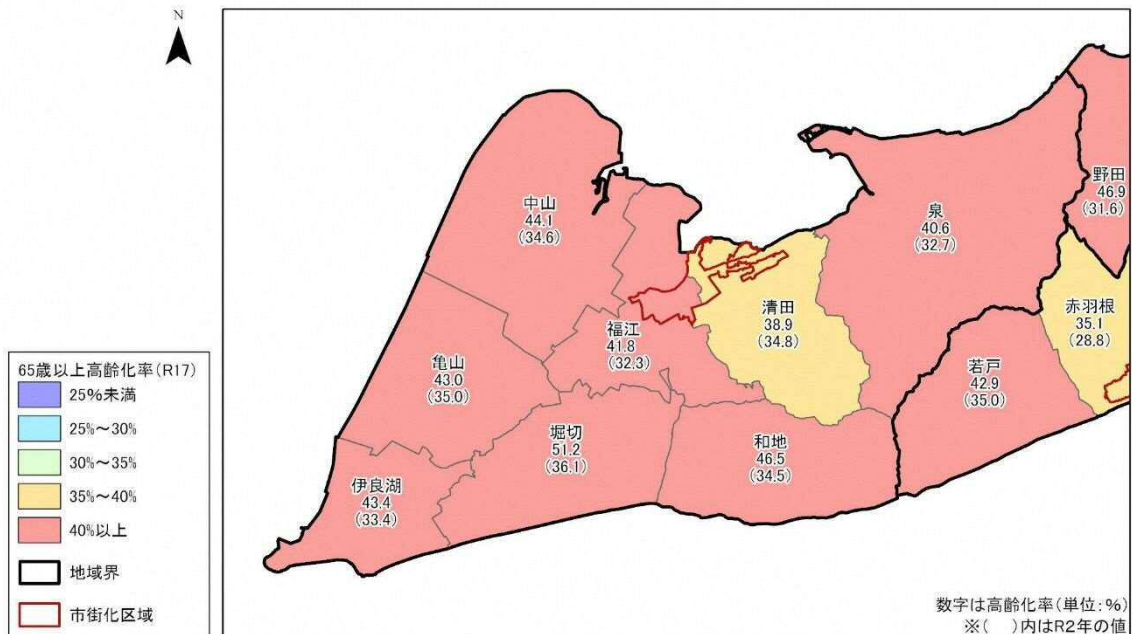 N
中山
44.1
(34.6)
野田
46.9
(31.6)
泉
40.6
(32.7)
清田
38.9
(34.8)
赤羽根
35.1
(28.8)
福江
41.8
(32.3)
亀山
43.0
(35.0)
若戸
42.9
(35.0)
堀切
51.2
(36.1)
和地
46.5
(34.5)
伊良湖
43.4
(33.4)
65歳以上高齢化率(R17)
25%未満
25%～30%
30%～35%
35%～40%
40%以上
地域界
市街化区域
数字は高齢化率(単位:%)
※( )内はR2年の値